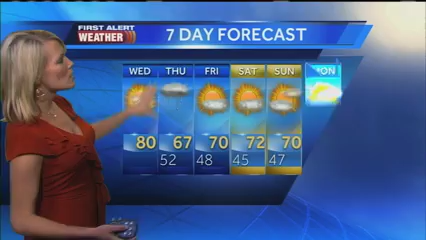 FIRST ALERT
WEATHER
7 DAY FORECAST
WED THU FRI SAT SUN
80 67 70 72 70
52 48 45 47